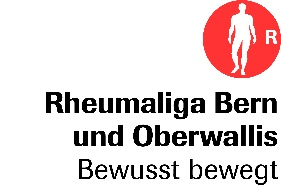 R
Rheumaliga Bern
und Oberwallis
Bewusst bewegt